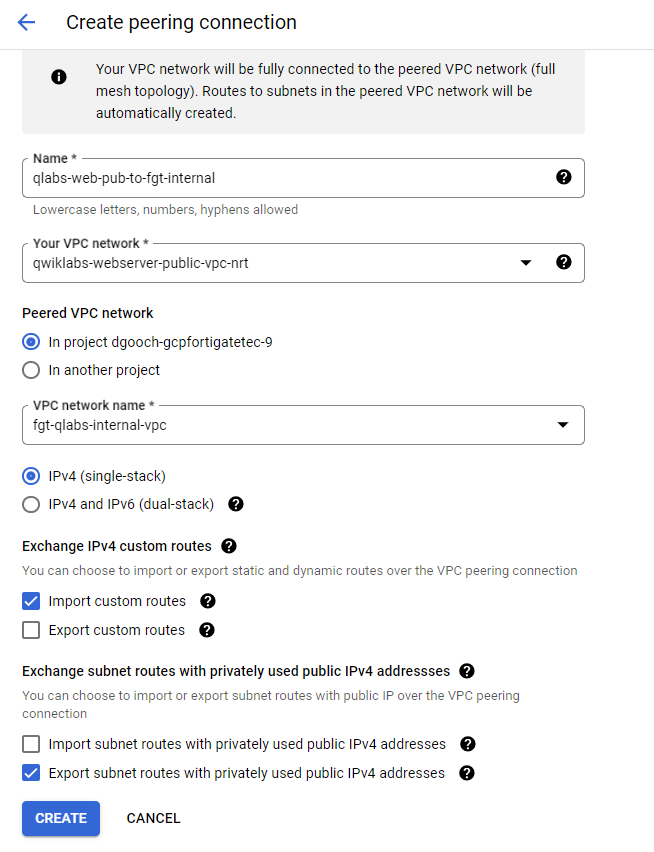 Create peering connection
Your VPC network will be fully connected to the peered VPC network (full
mesh topology). Routes to subnets in the peered VPC network will be
automatically created.
Name *
qlabs-web-pub-to-fgt-internal
Lowercase letters, numbers, hyphens allowed
Your VPC network *
qwiklabs-webserver-public-vpc-nrt
Peered VPC network
In project dgooch-gcpfortigatetec-9
In another project
VPC network name *
fgt-qlabs-internal-vpc
IPv4 (single-stack)
IPv4 and IPv6 (dual-stack)
Exchange IPv4 custom routes
You can choose to import or export static and dynamic routes over the VPC peering connection
Import custom routes
Export custom routes
Exchange subnet routes with privately used public IPv4 addressses
You can choose to import or export subnet routes with public IP over the VPC peering
connection
Import subnet routes with privately used public IPv4 addresses
Export subnet routes with privately used public IPv4 addresses
CREATE CANCEL